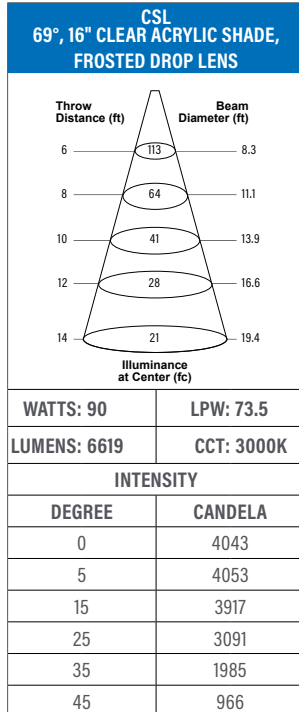 CSL
69°, 16" CLEAR ACRYLIC SHADE,
FROSTED DROP LENS
Throw Beam
Distance (ft) Diameter (ft)
6 113 8.3
8 64 11.1
10 41 13.9
12 28 16.6
14 21 19.4
Illuminance
at Center (fc)
WATTS: 90 LPW: 73.5
LUMENS: 6619 CCT: 3000K
INTENSITY
DEGREE CANDELA
0 4043
5 4053
15 3917
25 3091
35 1985
45 966